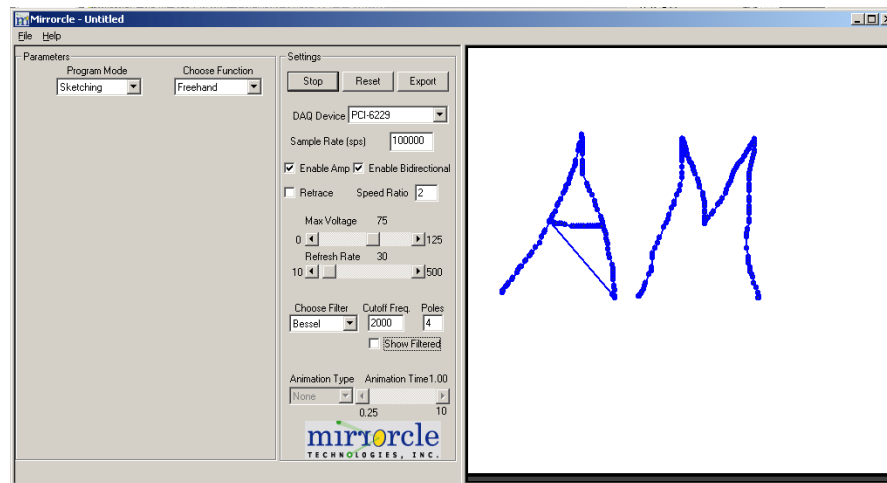 Mirrorcle - Untitled
File Help
Parameters
Program Mode Choose Function
Sketching Freehand
Settings
Stop Reset Export
DAQ Device PCI-6229
Sample Rate (sps) 100000
Enable Amp Enable Bidirectional
Retrace Speed Ratio 2
Max Voltage 75
0 125
Refresh Rate 30
10 500
Choose Filter Cutoff Freq. Poles
Bessel 2000 4
Show Filtered
Animation Type Animation Time 1.00
None
0.25 10
mirrorcle
TECHNOLOGIES, INC.
AM